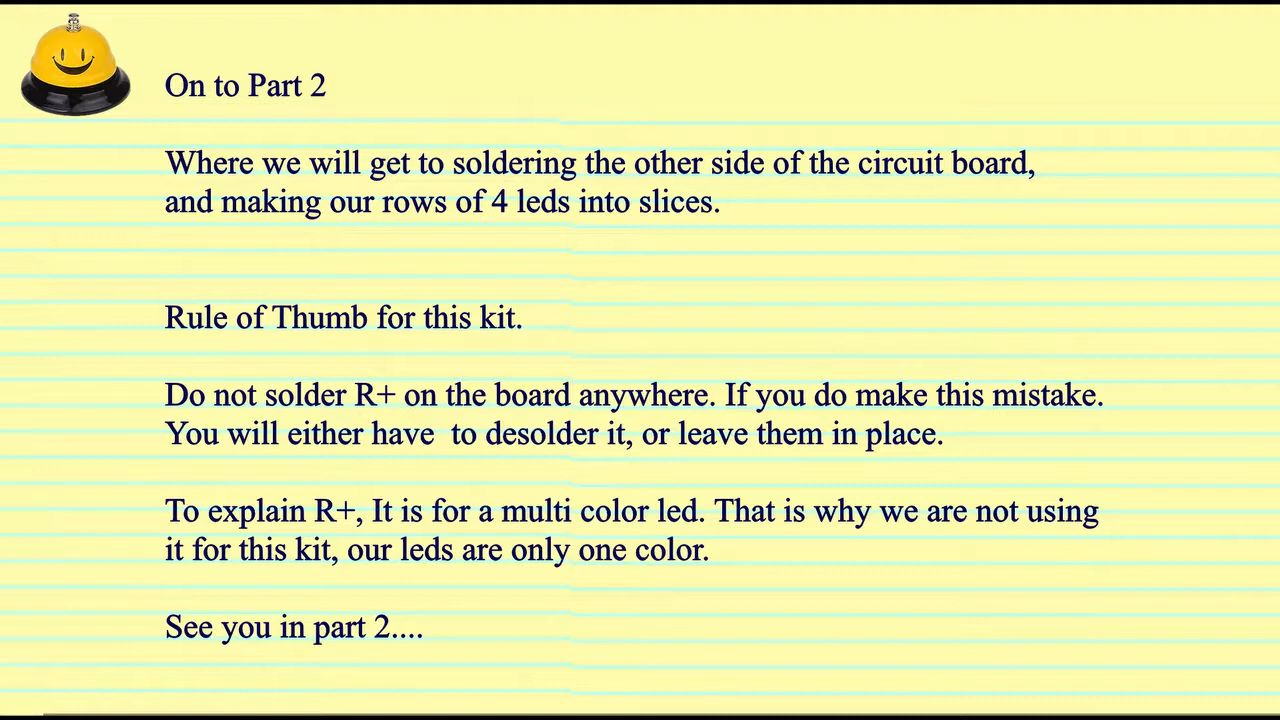 On to Part 2
Where we will get to soldering the other side of the circuit board,
and making our rows of 4 leds into slices.
Rule of Thumb for this kit.
Do not solder R+ on the board anywhere. If you do make this mistake.
You will either have  to desolder it, or leave them in place.
To explain R+, It is for a multi color led. That is why we are not using
it for this kit, our leds are only one color.
See you in part 2....